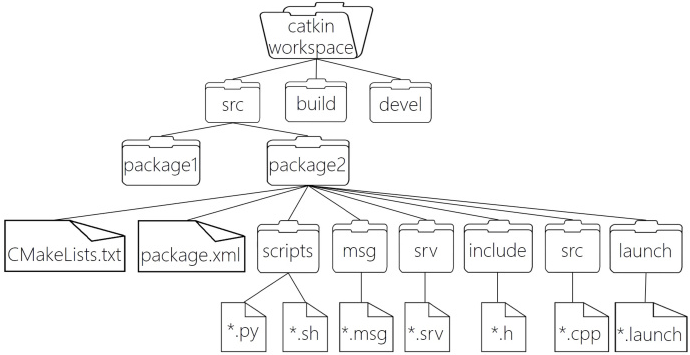 catkin
workspace
src
build
devel
package1
package2
CMakeLists.txt
package.xml
scripts
msg
srv
include
src
launch
*.py
*.sh
*.msg
*.srv
*.h
*.cpp
*.launch